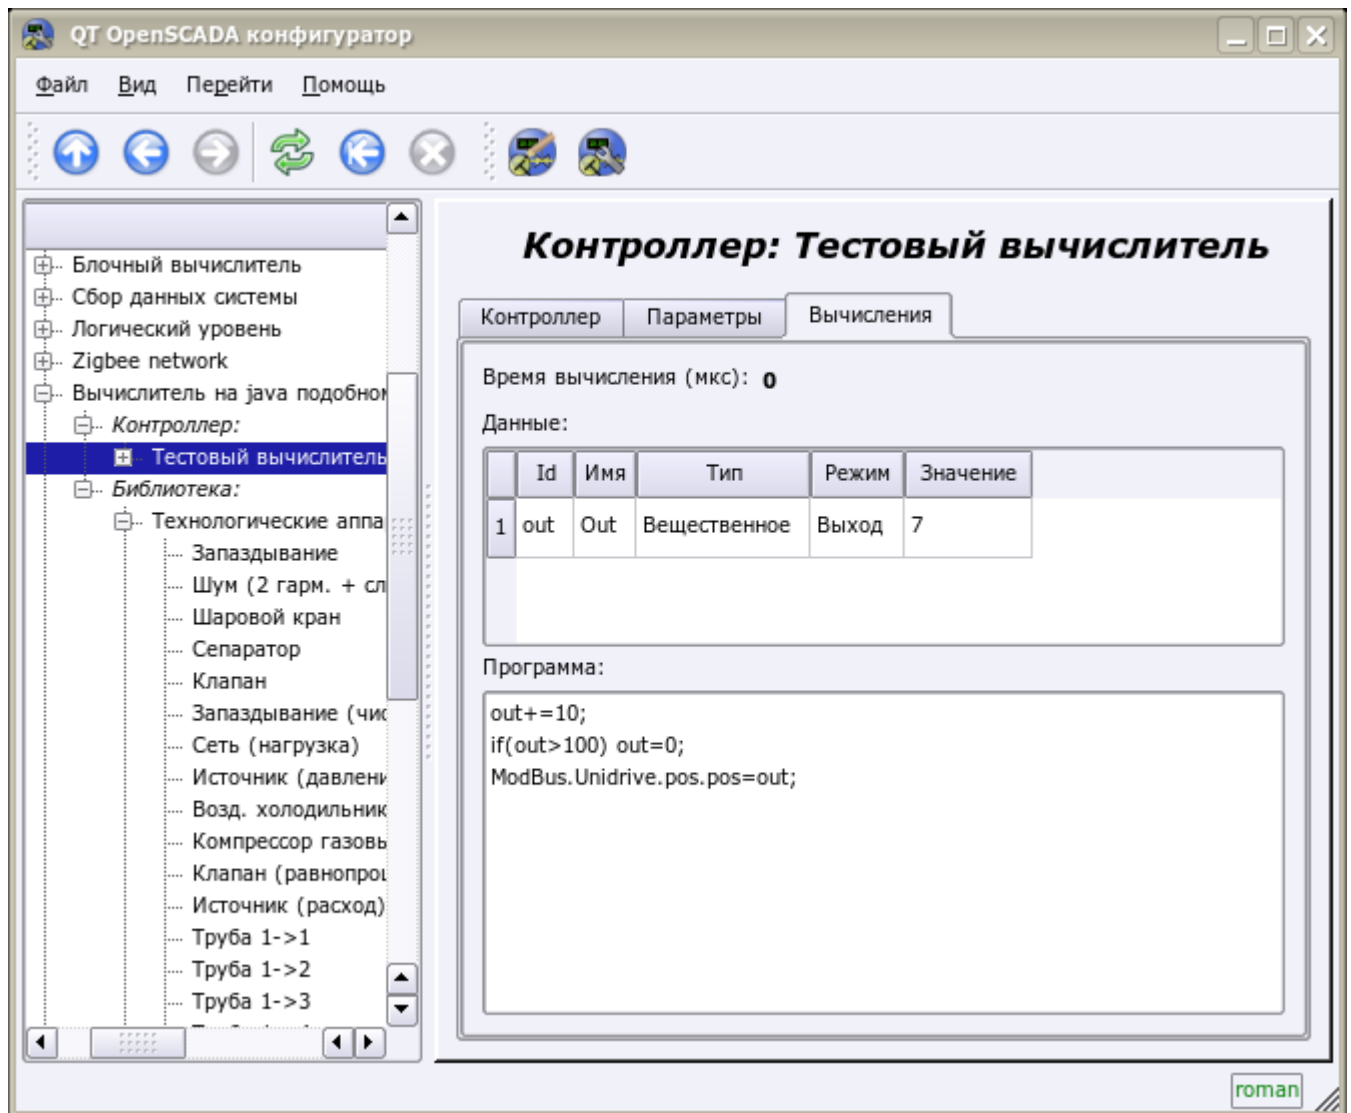 QT OpenSCADA конфигуратор
Файл Вид Перейти Помощь
Блочный вычислитель
Сбор данных системы
Логический уровень
Zigbee network
Вычислитель на java подобном
Контроллер:
Тестовый вычислитель
Библиотека:
Технологические аппа
Запаздывание
Шум (2 гарм. + сл
Шаровой кран
Сепаратор
Клапан
Запаздывание (чис
Сеть (нагрузка)
Источник (давлени
Возд. холодильник
Компрессор газовы
Клапан (равнопроц
Источник (расход)
Труба 1->1
Труба 1->2
Труба 1->3
Контроллер: Тестовый вычислитель
Контроллер Параметры Вычисления
Время вычисления (мкс): 0
Данные:
Id Имя Тип Режим Значение
1 out Out Вещественное Выход 7
Программа:
out+=10;
if(out>100) out=0;
ModBus.Unidrive.pos.pos=out;
roman